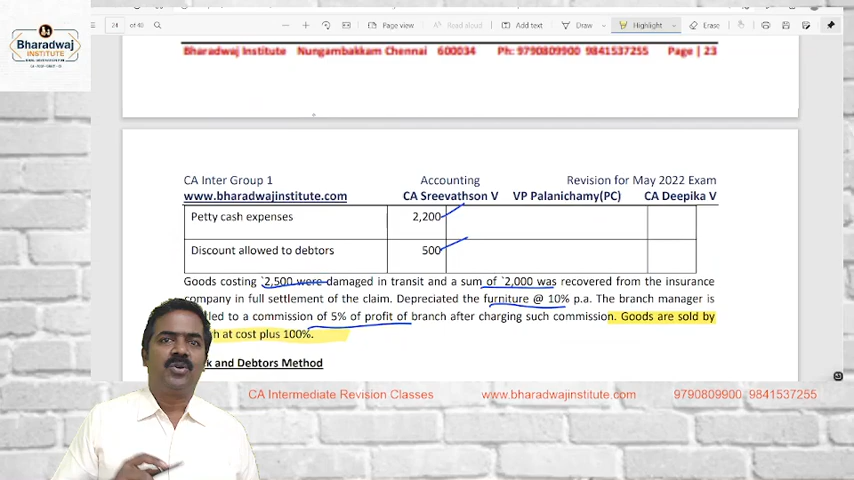 Bharadwaj
INSTITUTE
24 of 40
Page view
Read aloud
Add text
Draw
Highlight
Erase
Bharadwaj Institute Nungambakkam Chennai 600034 Ph: 9790809900 9841537255 Page | 23
CA Inter Group 1 Accounting Revision for May 2022 Exam
www.bharadwajinstitute.com CA Sreevathson V VP Palanichamy(PC) CA Deepika V
Petty cash expenses 2,200
Discount allowed to debtors 500
Goods costing `2,500 were damaged in transit and a sum of `2,000 was recovered from the insurance
company in full settlement of the claim. Depreciated the furniture @ 10% p.a. The branch manager is
led to a commission of 5% of profit of branch after charging such commission. Goods are sold by
h at cost plus 100%.
k and Debtors Method
CA Intermediate Revision Classes www.bharadwajinstitute.com 9790809900 9841537255